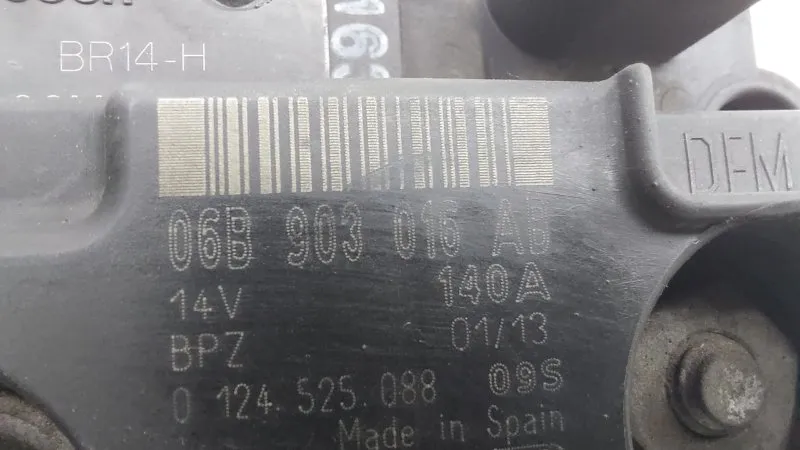 BR14-H
DFM
06B 903 016 AB
14V 140A
BPZ 01/13
0 124 525 088 09S
Made in Spain